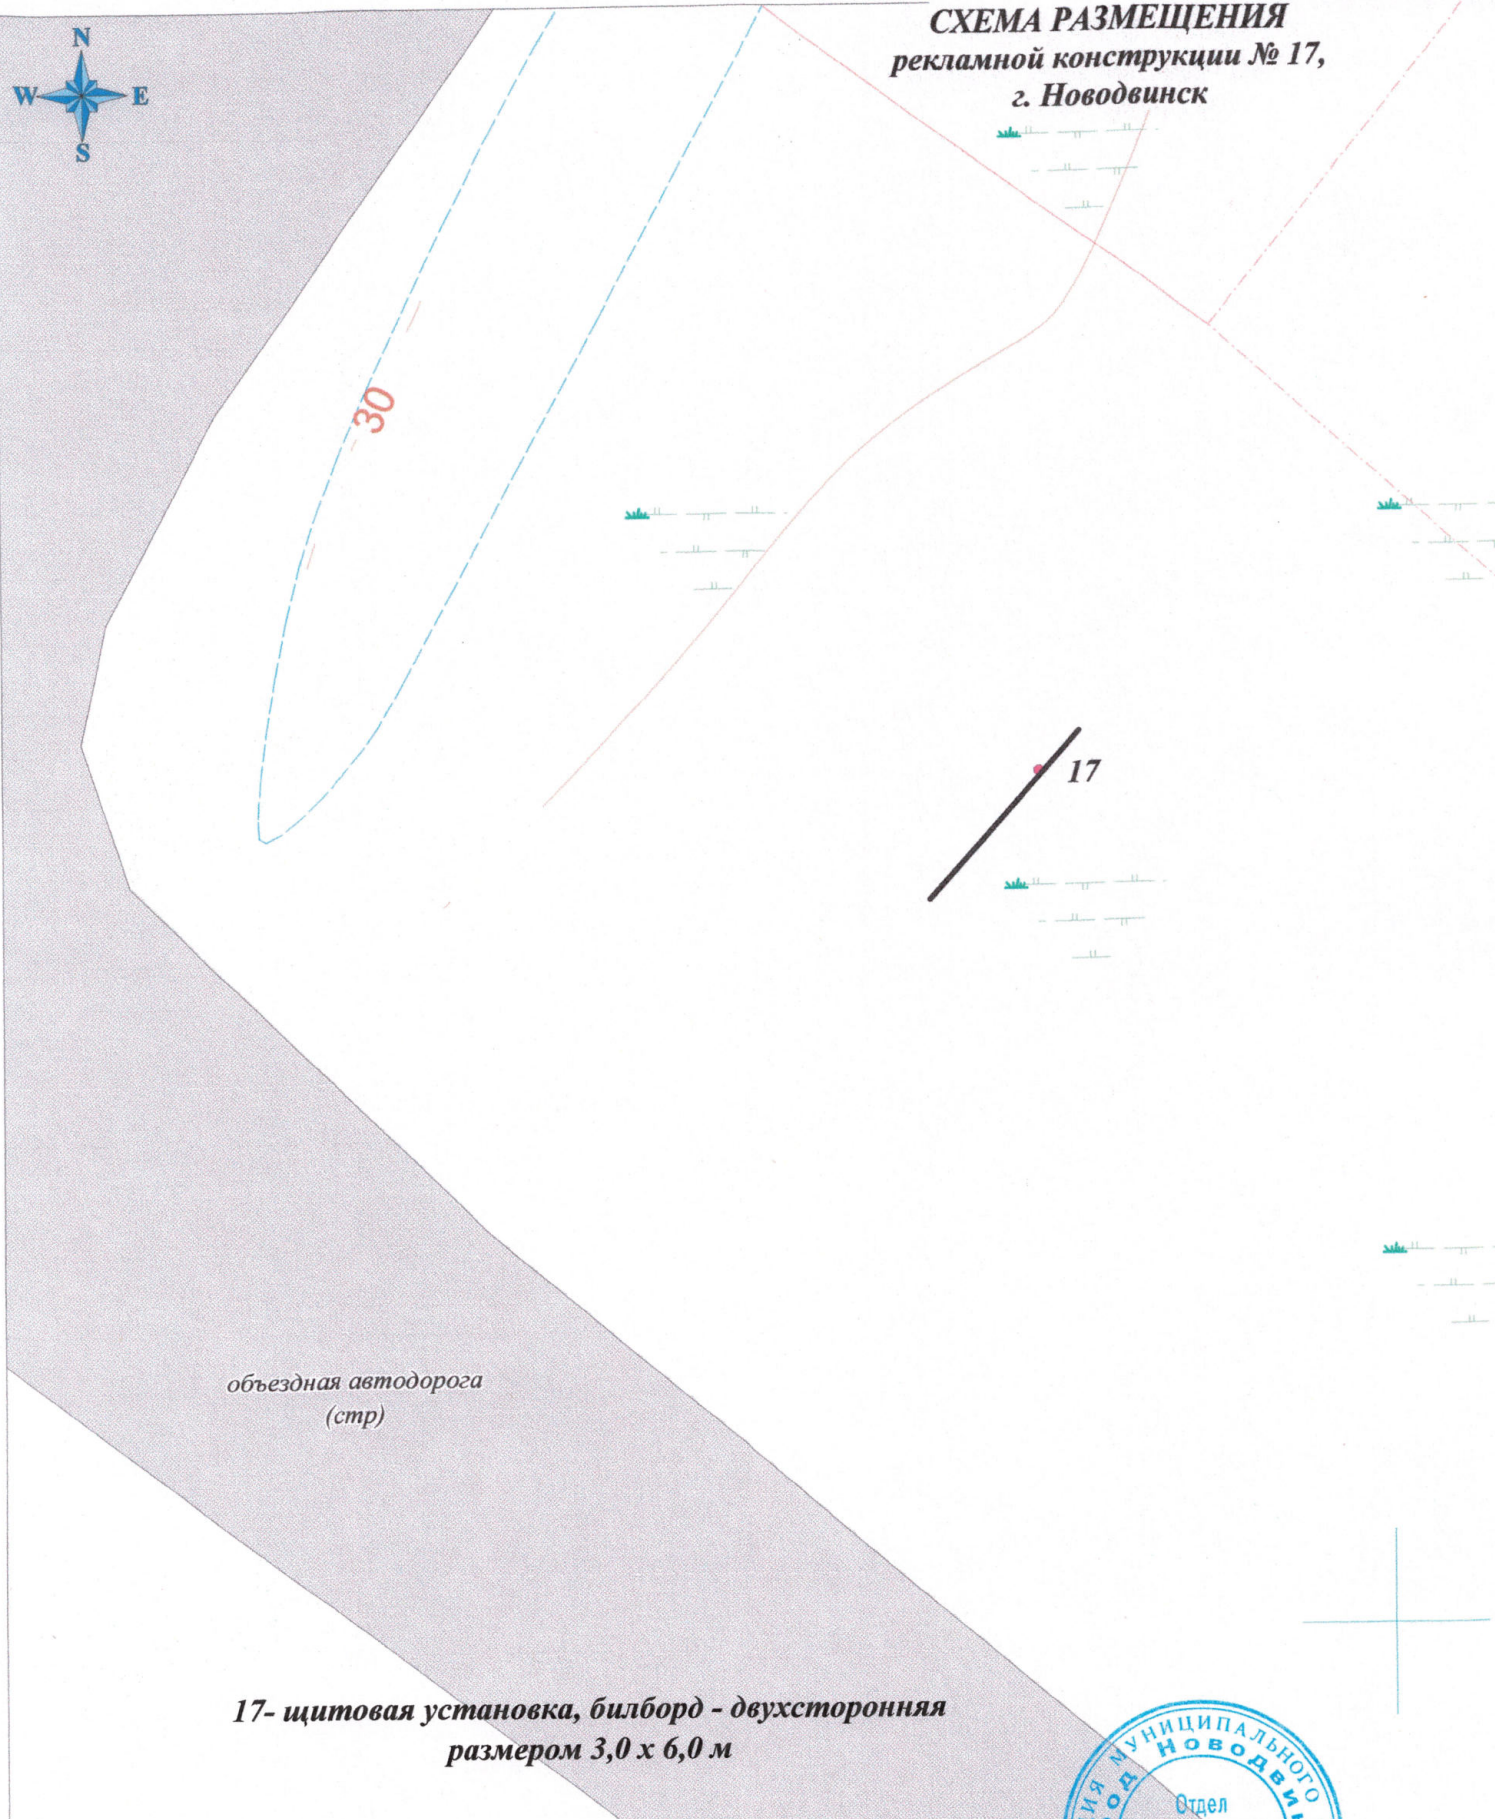 СХЕМА РАЗМЕЩЕНИЯ
рекламной конструкции № 17,
г. Новодвинск
N
W E
S
30
17
объездная автодорога
(стр)
17- щитовая установка, билборд - двухсторонняя
размером 3,0 х 6,0 м
МУНИЦИПАЛЬНОГО
Отдел